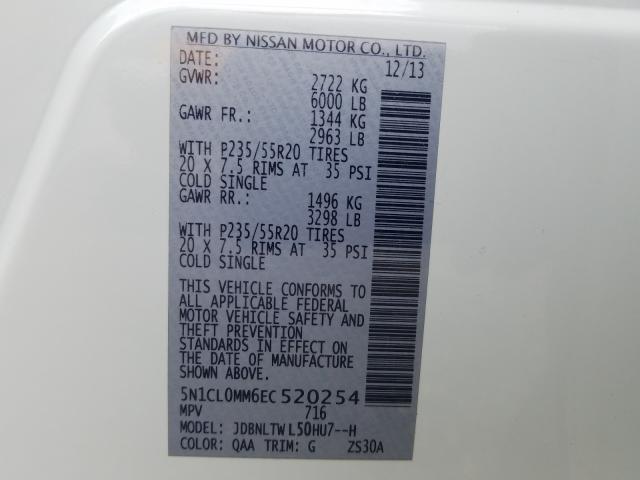 MFD BY NISSAN MOTOR CO., LTD.
DATE: 12/13
GVWR: 2722 KG
6000 LB
GAWR FR.: 1344 KG
2963 LB
WITH P235/55R20 TIRES
20 X 7.5 RIMS AT 35 PSI
COLD SINGLE
GAWR RR.: 1496 KG
3298 LB
WITH P235/55R20 TIRES
20 X 7.5 RIMS AT 35 PSI
COLD SINGLE
THIS VEHICLE CONFORMS TO
ALL APPLICABLE FEDERAL
MOTOR VEHICLE SAFETY AND
THEFT PREVENTION
STANDARDS IN EFFECT ON
THE DATE OF MANUFACTURE
SHOWN ABOVE.
5N1CL0MM6EC520254
MPV 716
MODEL: JDBNLTWL50HU7--H
COLOR: QAA TRIM: G ZS30A